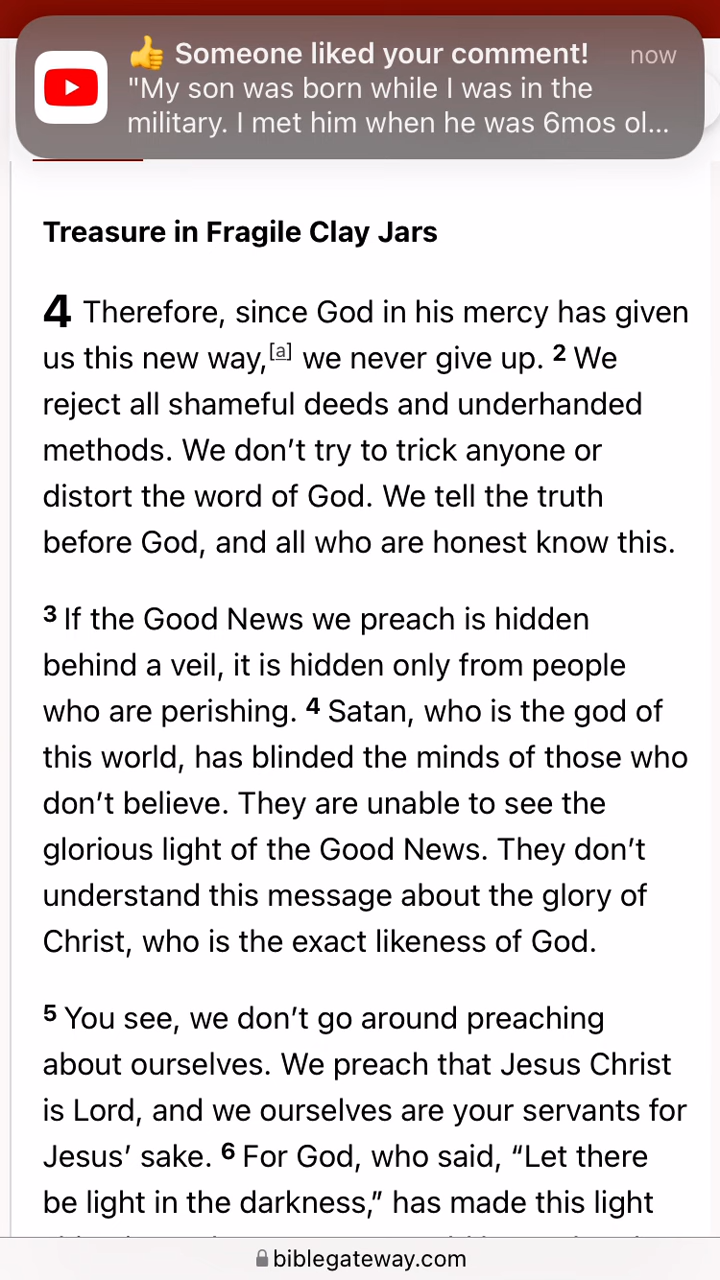 👍 Someone liked your comment! now
"My son was born while I was in the
military. I met him when he was 6mos ol...
Treasure in Fragile Clay Jars
4 Therefore, since God in his mercy has given
us this new way,[a] we never give up. 2 We
reject all shameful deeds and underhanded
methods. We don’t try to trick anyone or
distort the word of God. We tell the truth
before God, and all who are honest know this.
3 If the Good News we preach is hidden
behind a veil, it is hidden only from people
who are perishing. 4 Satan, who is the god of
this world, has blinded the minds of those who
don’t believe. They are unable to see the
glorious light of the Good News. They don’t
understand this message about the glory of
Christ, who is the exact likeness of God.
5 You see, we don’t go around preaching
about ourselves. We preach that Jesus Christ
is Lord, and we ourselves are your servants for
Jesus’ sake. 6 For God, who said, “Let there
be light in the darkness,” has made this light
biblegateway.com